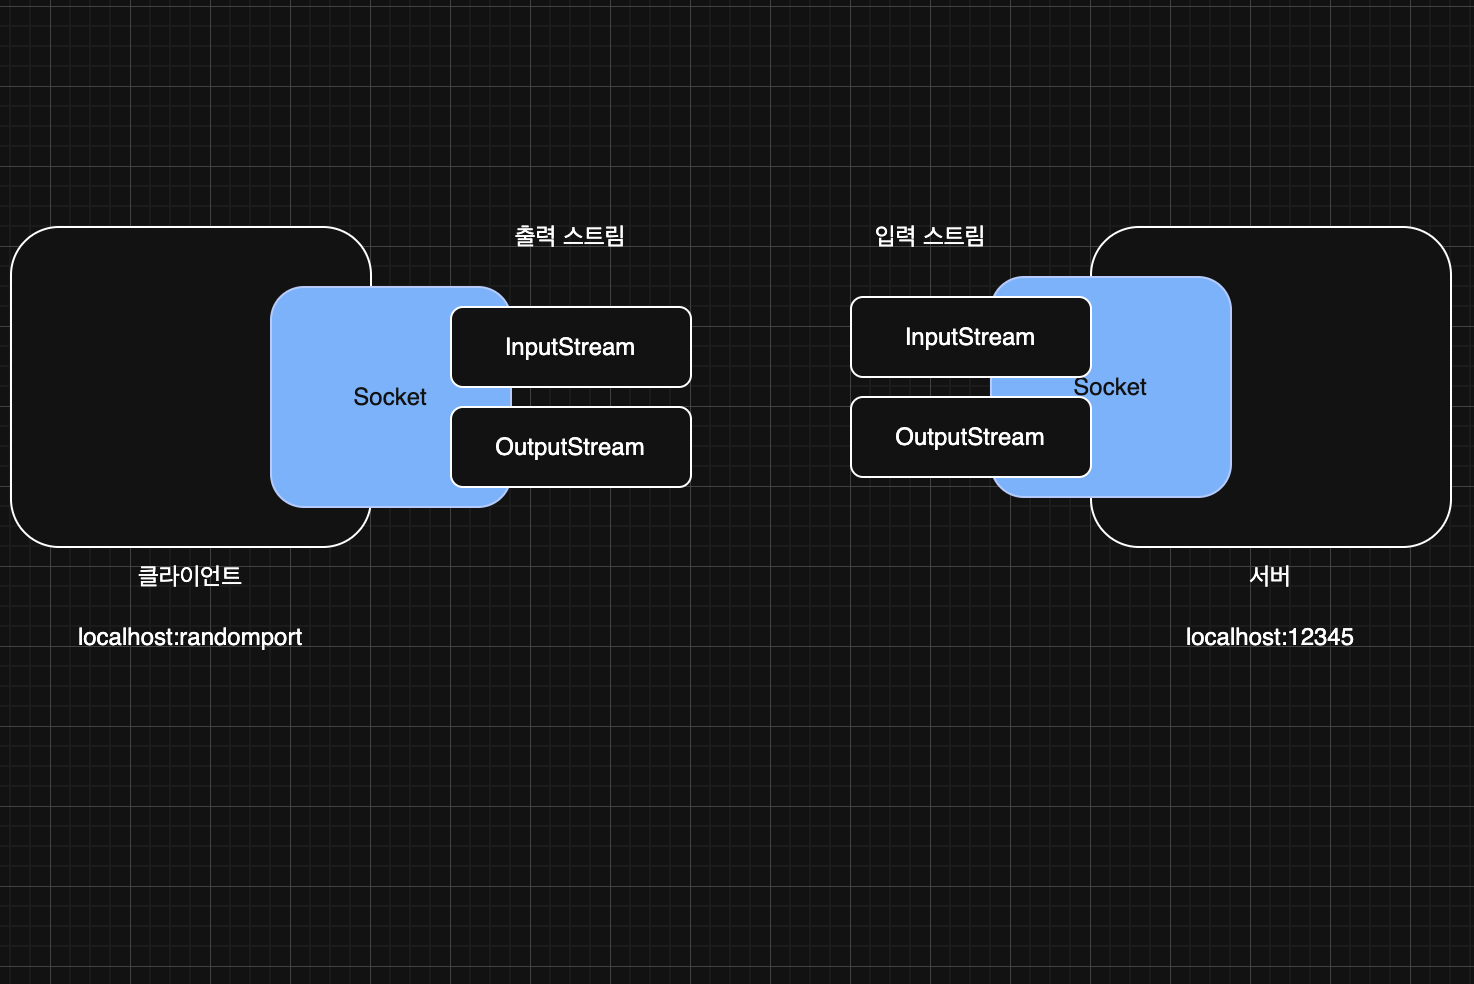 출력 스트림
입력 스트림
InputStream
InputStream
Socket
Socket
OutputStream
OutputStream
클라이언트
서버
localhost:randomport
localhost:12345